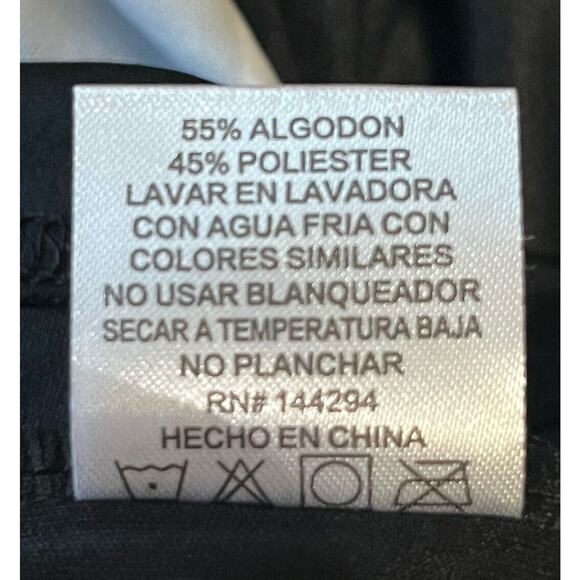 55% ALGODON
45% POLIESTER
LAVAR EN LAVADORA
CON AGUA FRIA CON
COLORES SIMILARES
NO USAR BLANQUEADOR
SECAR A TEMPERATURA BAJA
NO PLANCHAR
RN# 144294
HECHO EN CHINA